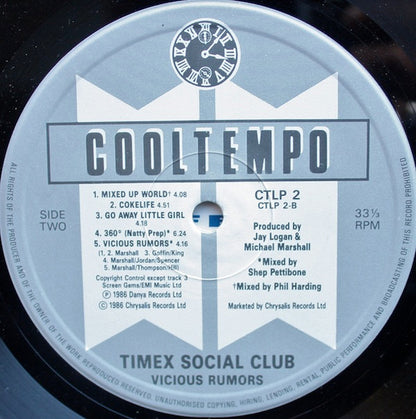 COOLTEMPO
1. MIXED UP WORLD† 4.08
2. COKELIFE 4.51
3. GO AWAY LITTLE GIRL
4.18
4. 360° (Natty Prep)* 4.34
5. VICIOUS RUMORS* 4.16
(1, 2. Marshall 3. Goffin/King
4. Marshall/Jordan/Spencer
5. Marshall/Thompson/Hill)
Copyright Control except track 3
Screen Gems/EMI Music Ltd
Ⓟ 1986 Danya Records Ltd
© 1986 Chrysalis Records Ltd
SIDE
TWO
CTLP 2
CTLP 2-B
33⅓
RPM
Produced by
Jay Logan &
Michael Marshall
*Mixed by
Shep Pettibone
†Mixed by Phil Harding
Marketed by Chrysalis Records Ltd
TIMEX SOCIAL CLUB
VICIOUS RUMORS
ALL RIGHTS OF THE PRODUCER AND OF THE OWNER OF THE WORK REPRODUCED RESERVED. UNAUTHORISED COPYING, HIRING, LENDING, RENTAL, PUBLIC PERFORMANCE AND BROADCASTING OF THIS RECORD PROHIBITED